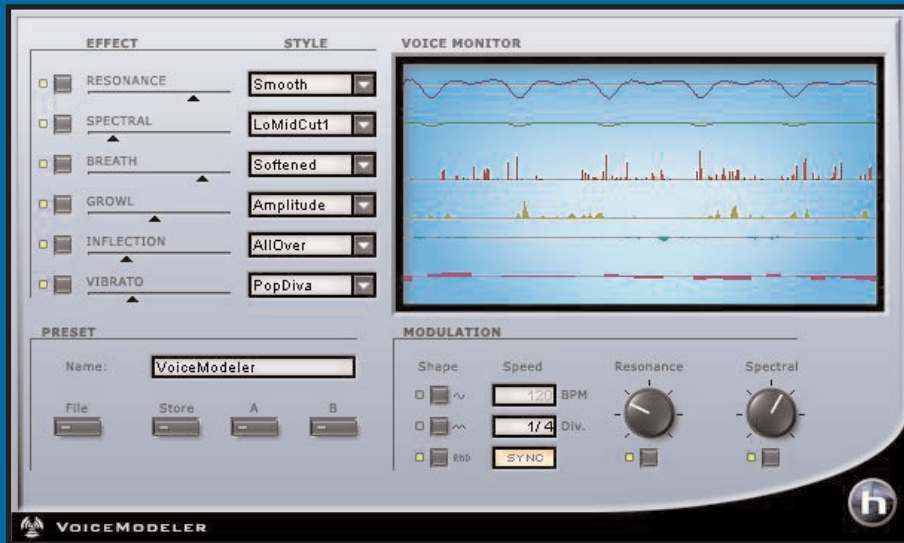 EFFECT STYLE VOICE MONITOR
RESONANCE Smooth
SPECTRAL LoMidCut1
BREATH Softened
GROWL Amplitude
INFLECTION AllOver
VIBRATO PopDiva
PRESET
Name: VoiceModeler
File Store A B
MODULATION
Shape Speed Resonance Spectral
120 BPM
1/4 Div.
RND SYNC
h
VOICEMODELER